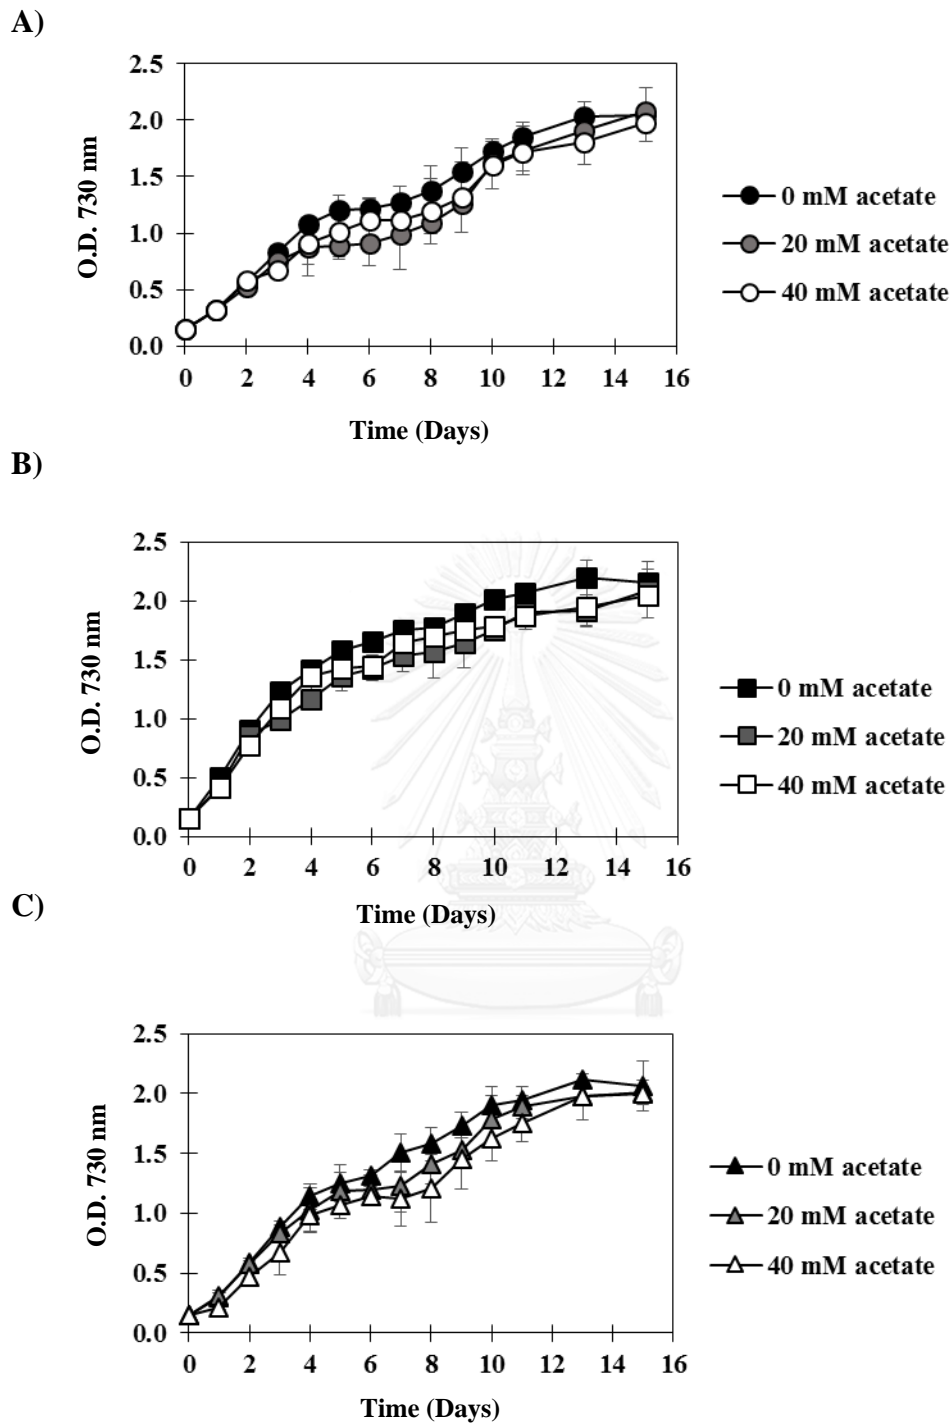 A)
2.5
2.0
1.5
1.0
0.5
0.0
O.D. 730 nm
0 2 4 6 8 10 12 14 16
Time (Days)
0 mM acetate
20 mM acetate
40 mM acetate
B)
2.5
2.0
1.5
1.0
0.5
0.0
O.D. 730 nm
0 2 4 6 8 10 12 14 16
Time (Days)
0 mM acetate
20 mM acetate
40 mM acetate
C)
2.5
2.0
1.5
1.0
0.5
0.0
O.D. 730 nm
0 2 4 6 8 10 12 14 16
Time (Days)
0 mM acetate
20 mM acetate
40 mM acetate